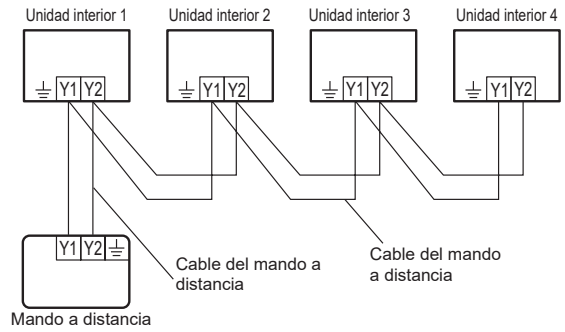 Unidad interior 1
Unidad interior 2
Unidad interior 3
Unidad interior 4
Y1 Y2
Y1 Y2
Y1 Y2
Y1 Y2
Y1 Y2
Cable del mando a
distancia
Cable del mando
a distancia
Mando a distancia